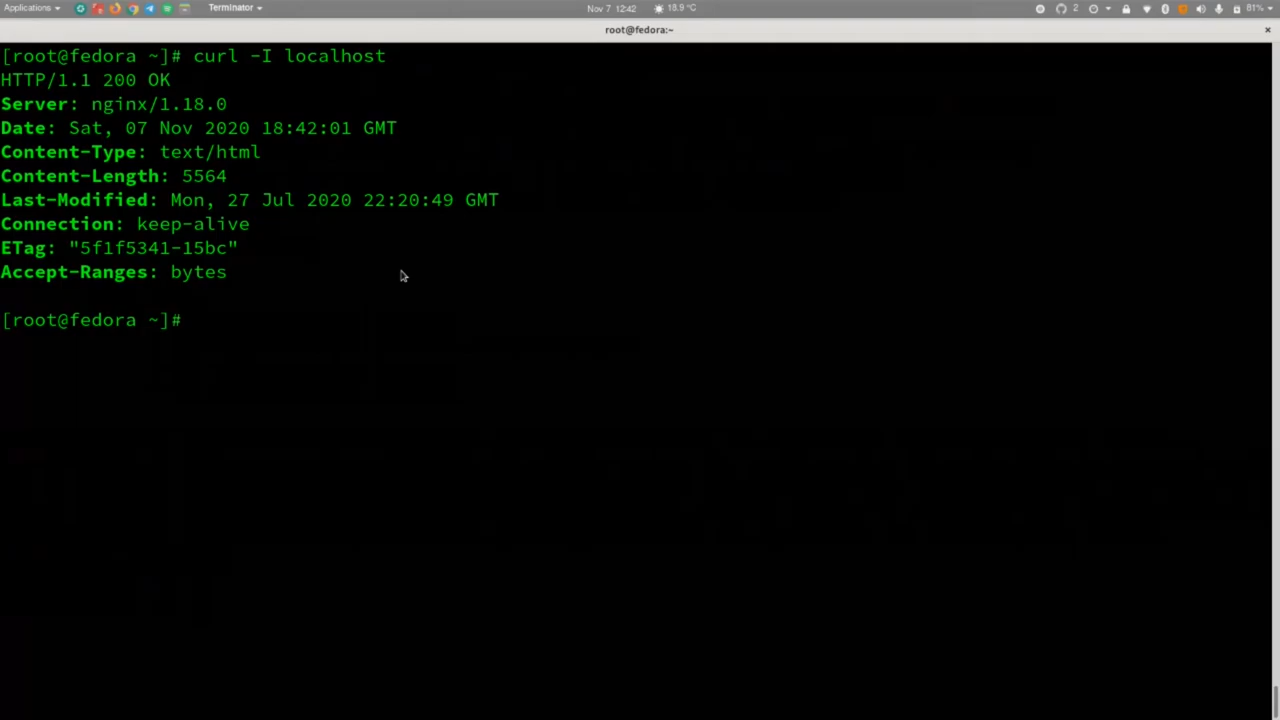 Applications Terminator Nov 7 12:42 18.9 °C 2 81%
root@fedora:~ ×
[root@fedora ~]# curl -I localhost
HTTP/1.1 200 OK
Server: nginx/1.18.0
Date: Sat, 07 Nov 2020 18:42:01 GMT
Content-Type: text/html
Content-Length: 5564
Last-Modified: Mon, 27 Jul 2020 22:20:49 GMT
Connection: keep-alive
ETag: "5f1f5341-15bc"
Accept-Ranges: bytes
[root@fedora ~]#